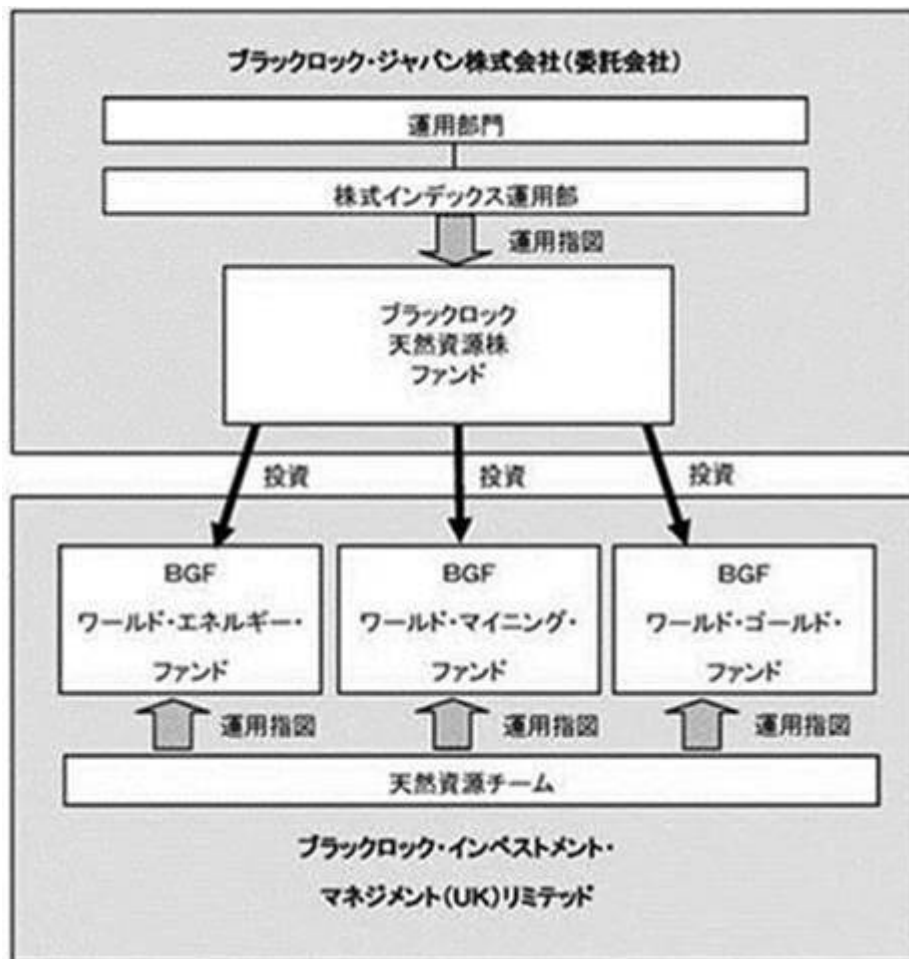 ブラックロック・ジャパン株式会社(委託会社)
運用部門
株式インデックス運用部
運用指図
ブラックロック
天然資源株
ファンド
投資 投資 投資
BGF
ワールド・エネルギー・
ファンド
BGF
ワールド・マイニング・
ファンド
BGF
ワールド・ゴールド・
ファンド
運用指図 運用指図 運用指図
天然資源チーム
ブラックロック・インベストメント・
マネジメント(UK)リミテッド